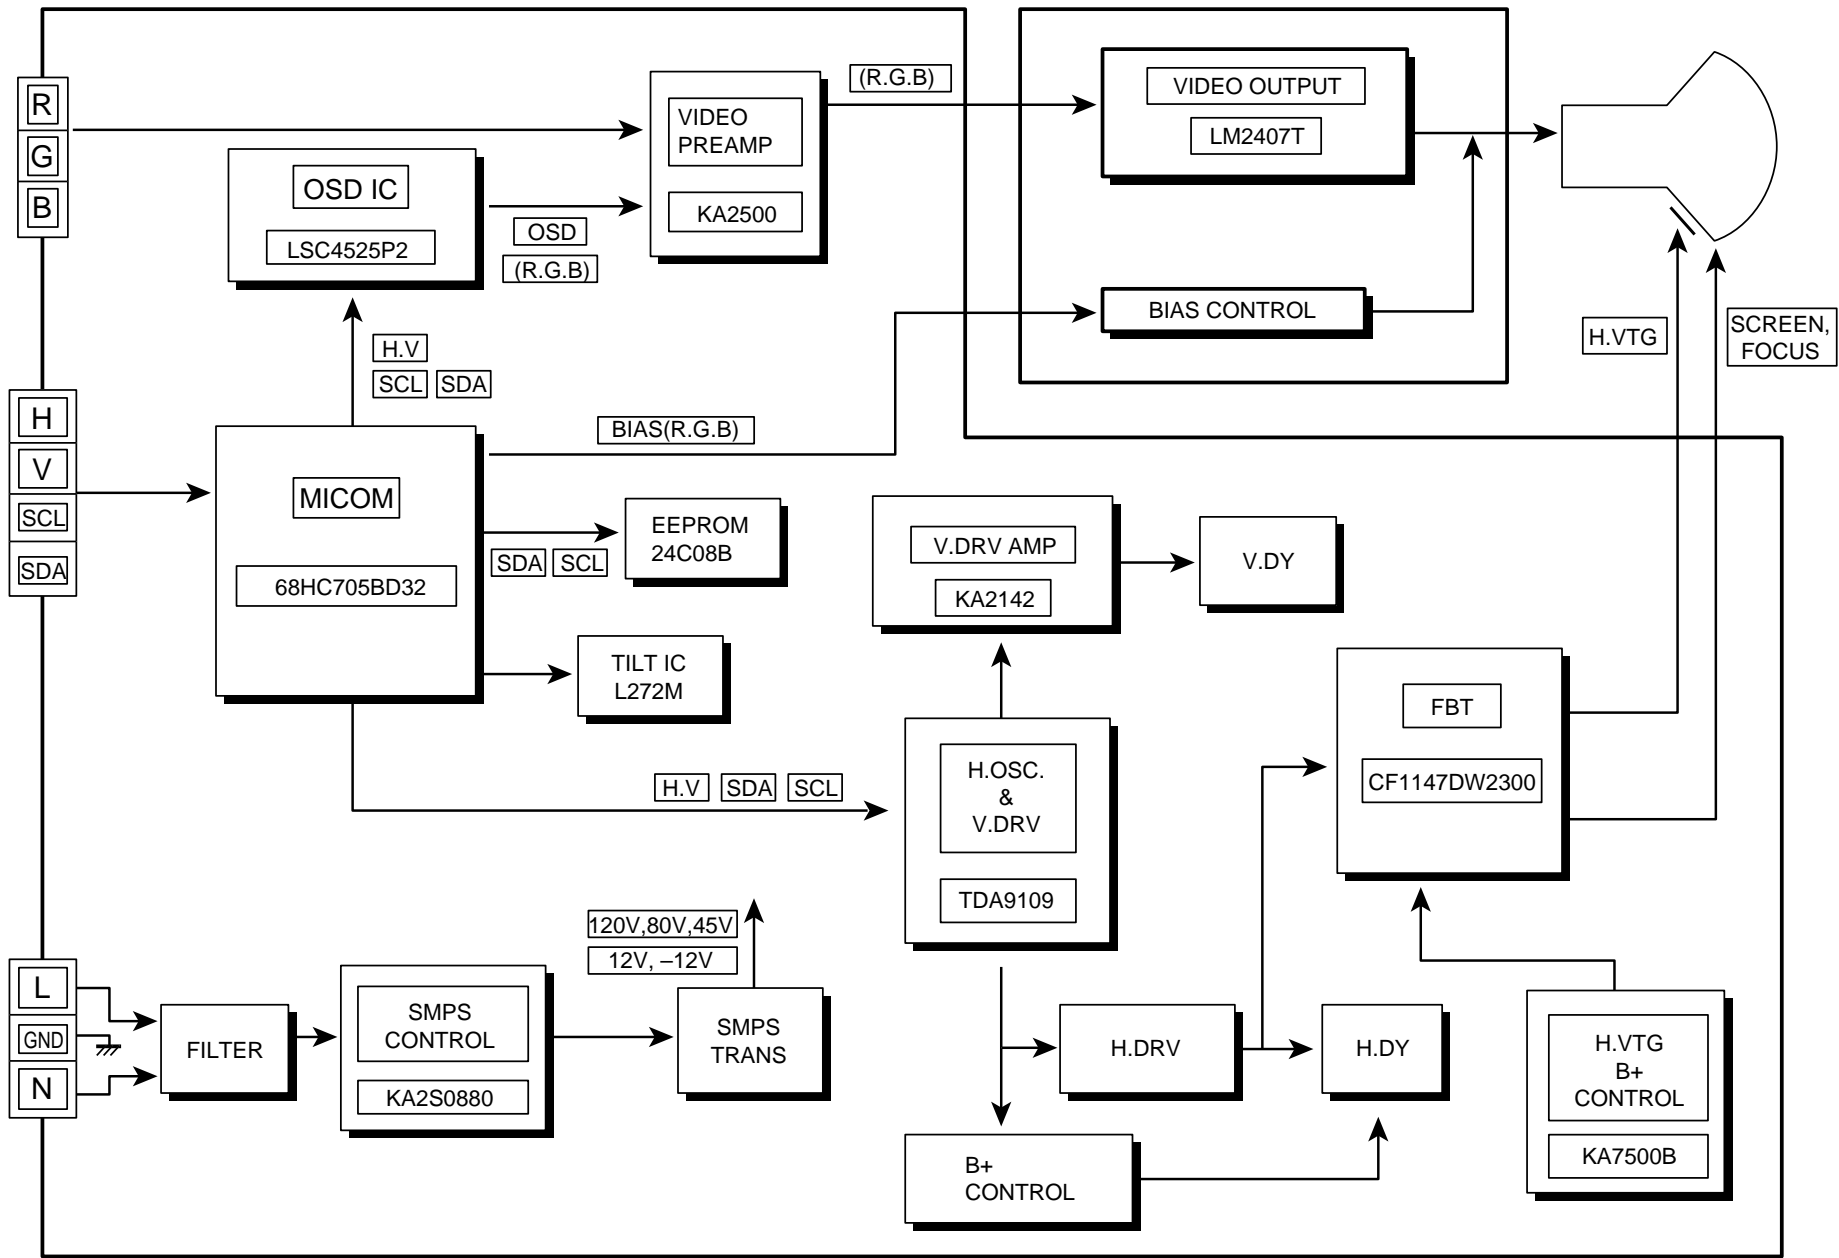 R
G
B
H
V
SCL
SDA
L
GND
N
OSD IC
LSC4525P2
OSD
(R.G.B)
VIDEO
PREAMP
KA2500
(R.G.B)
VIDEO OUTPUT
LM2407T
BIAS CONTROL
H.VTG
SCREEN,
FOCUS
H.V
SCL SDA
BIAS(R.G.B)
MICOM
68HC705BD32
SDA SCL
EEPROM
24C08B
TILT IC
L272M
H.V SDA SCL
V.DRV AMP
KA2142
V.DY
H.OSC.
&
V.DRV
TDA9109
FBT
CF1147DW2300
FILTER
SMPS
CONTROL
KA2S0880
120V,80V,45V
12V, –12V
SMPS
TRANS
H.DRV
H.DY
B+
CONTROL
H.VTG
B+
CONTROL
KA7500B